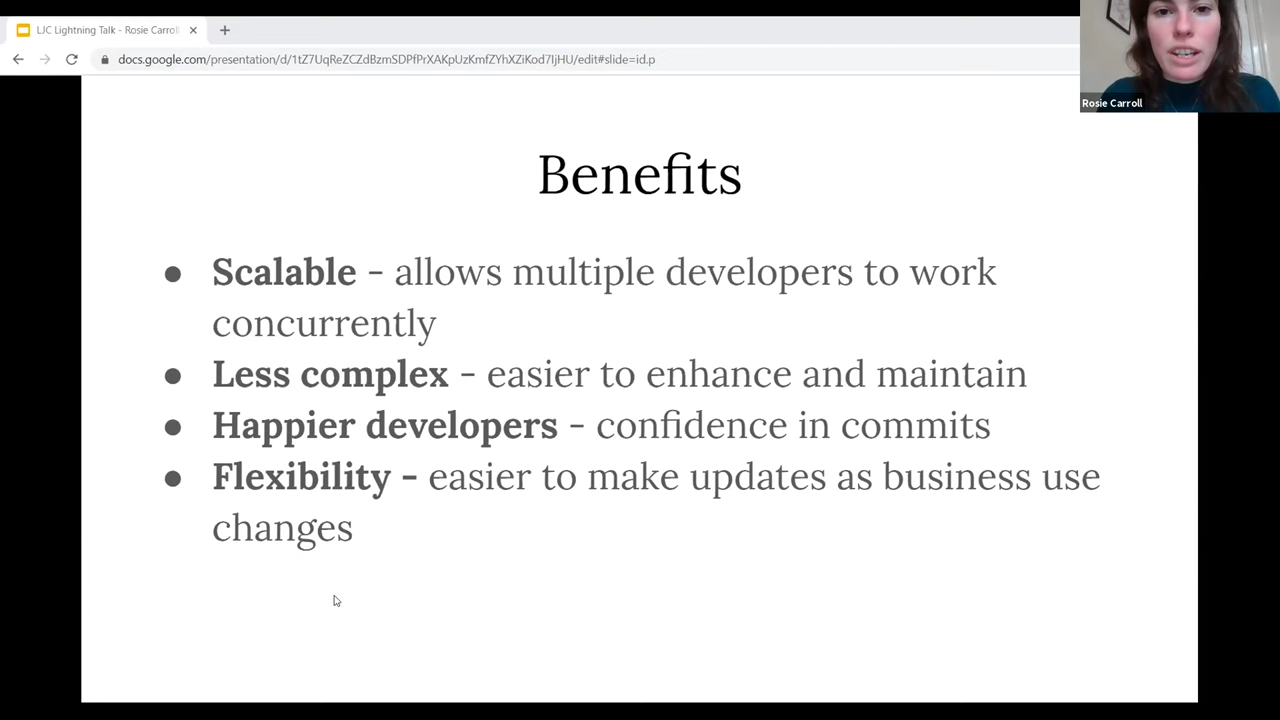 LJC Lightning Talk - Rosie Carroll
docs.google.com/presentation/d/1tZ7UqReZCZdBzmSDPfPrXAKpUzKmfZYhXZiKod7IjHU/edit#slide=id.p
Rosie Carroll
Benefits
● Scalable - allows multiple developers to work
concurrently
● Less complex - easier to enhance and maintain
● Happier developers - confidence in commits
● Flexibility - easier to make updates as business use
changes